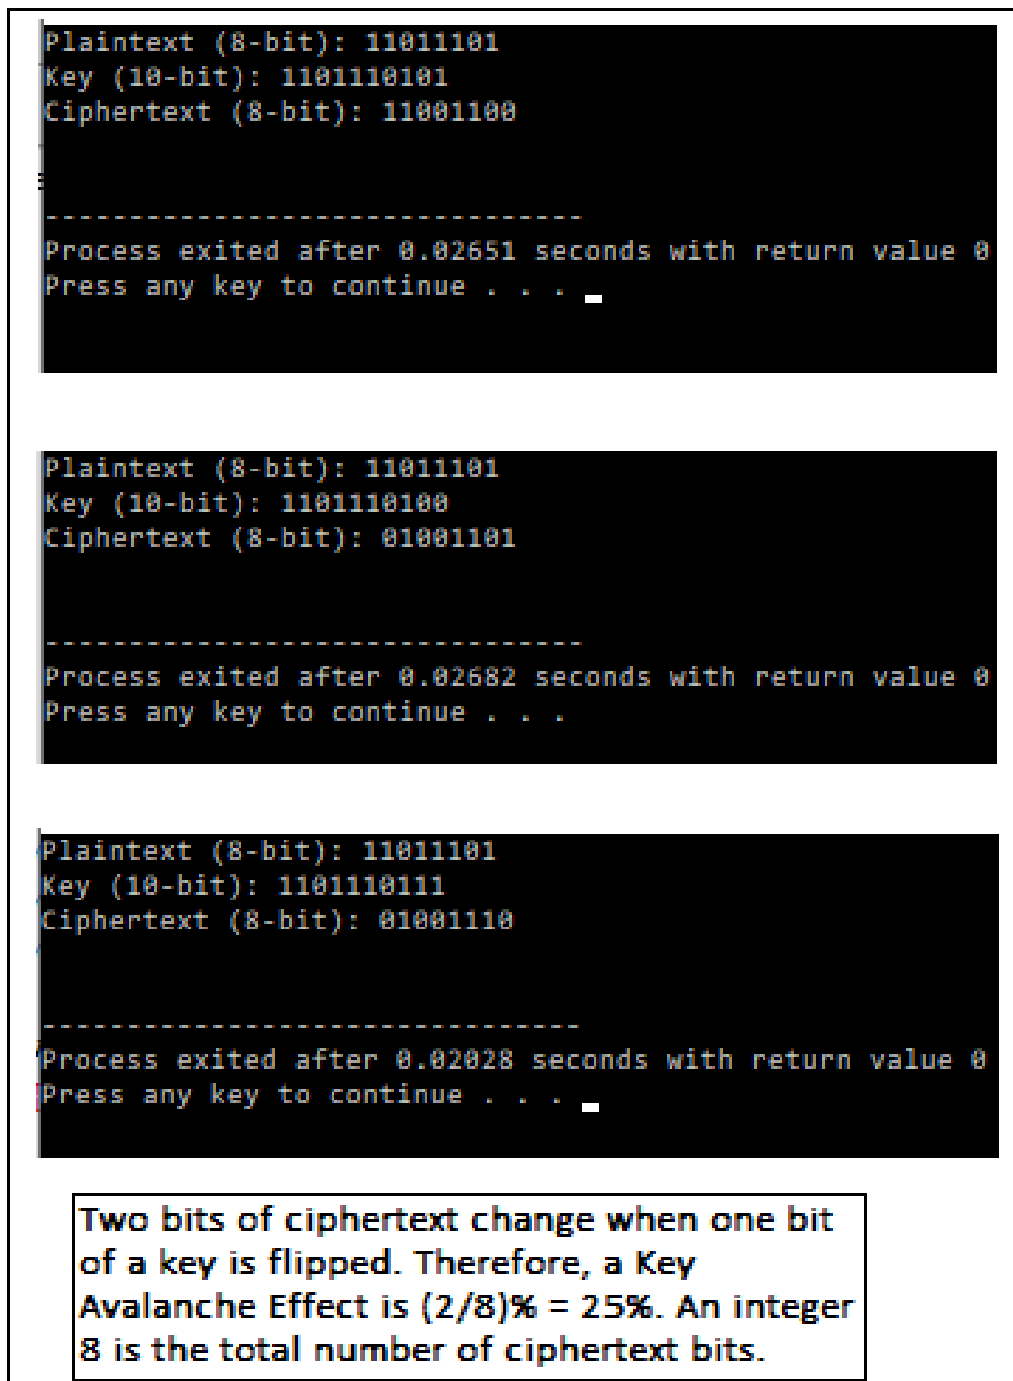 Plaintext (8-bit): 11011101
Key (10-bit): 1101110101
Ciphertext (8-bit): 11001100
--------------------------------
Process exited after 0.02651 seconds with return value 0
Press any key to continue . . .
Plaintext (8-bit): 11011101
Key (10-bit): 1101110100
Ciphertext (8-bit): 01001101
--------------------------------
Process exited after 0.02682 seconds with return value 0
Press any key to continue . . .
Plaintext (8-bit): 11011101
Key (10-bit): 1101110111
Ciphertext (8-bit): 01001110
--------------------------------
Process exited after 0.02028 seconds with return value 0
Press any key to continue . . .
Two bits of ciphertext change when one bit
of a key is flipped. Therefore, a Key
Avalanche Effect is (2/8)% = 25%. An integer
8 is the total number of ciphertext bits.